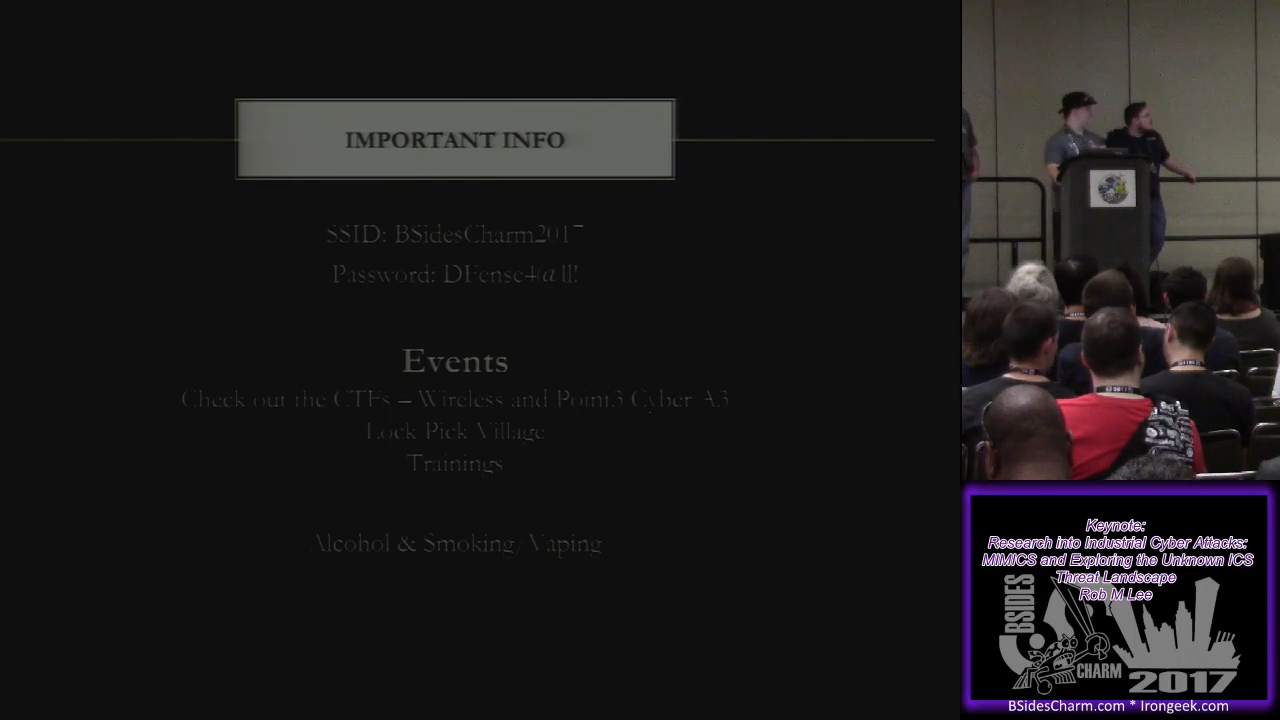 IMPORTANT INFO
SSID: BSidesCharm2017
Password: DFense4@ll!
Events
Check out the CTFs – Wireless and Point3 Cyber A3
Lock Pick Village
Trainings
Alcohol & Smoking/Vaping
Keynote:
Research into Industrial Cyber Attacks:
MIMICS and Exploring the Unknown ICS
Threat Landscape
Rob M Lee
BSIDES
CHARM
2017
BSidesCharm.com * Irongeek.com